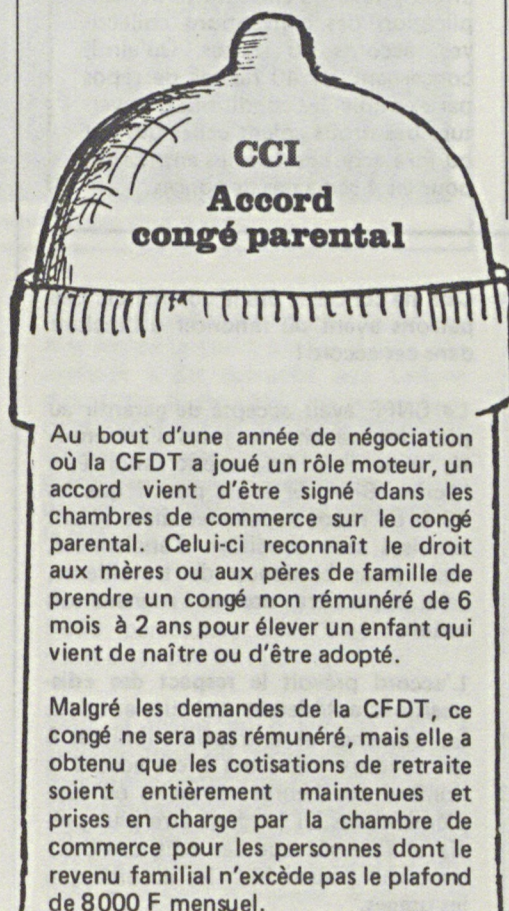 CCI
Accord
congé parental
Au bout d'une année de négociation
où la CFDT a joué un rôle moteur, un
accord vient d'être signé dans les
chambres de commerce sur le congé
parental. Celui-ci reconnaît le droit
aux mères ou aux pères de famille de
prendre un congé non rémunéré de 6
mois à 2 ans pour élever un enfant qui
vient de naître ou d'être adopté.
Malgré les demandes de la CFDT, ce
congé ne sera pas rémunéré, mais elle a
obtenu que les cotisations de retraite
soient entièrement maintenues et
prises en charge par la chambre de
commerce pour les personnes dont le
revenu familial n'excède pas le plafond
de 8000 F mensuel.